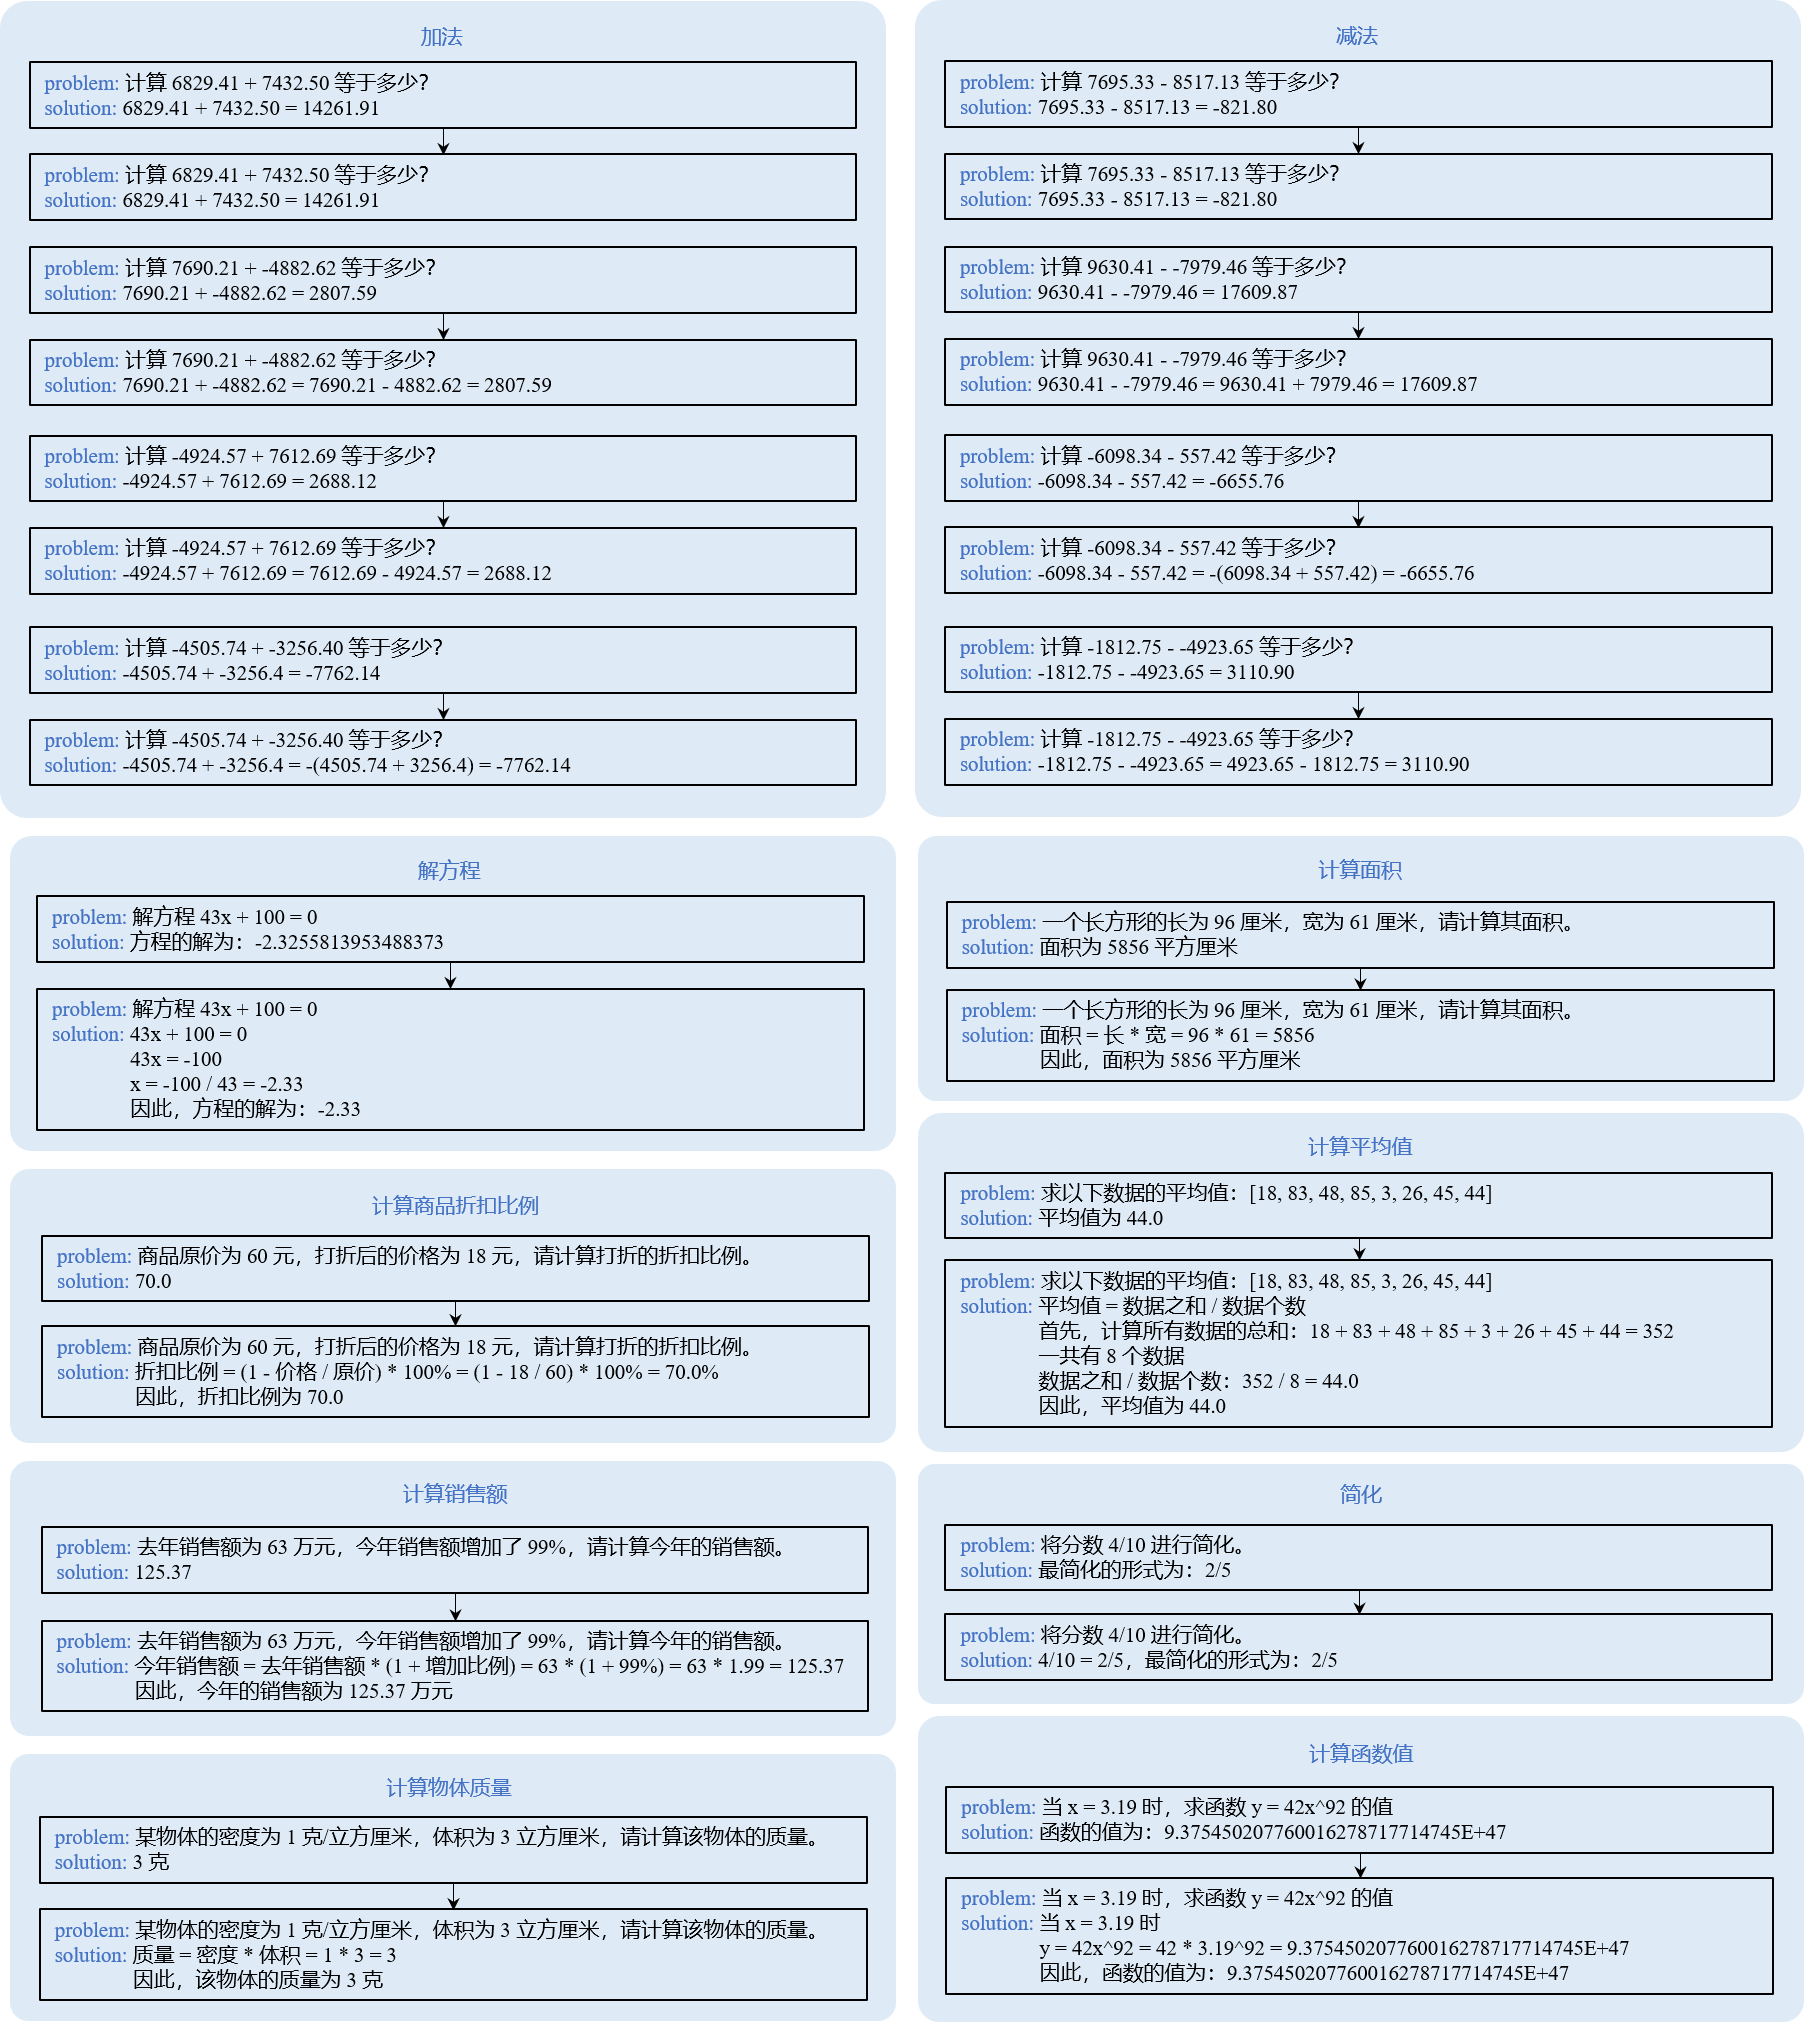 加法
problem: 计算 6829.41 + 7432.50 等于多少?
solution: 6829.41 + 7432.50 = 14261.91
problem: 计算 6829.41 + 7432.50 等于多少?
solution: 6829.41 + 7432.50 = 14261.91
problem: 计算 7690.21 + -4882.62 等于多少?
solution: 7690.21 + -4882.62 = 2807.59
problem: 计算 7690.21 + -4882.62 等于多少?
solution: 7690.21 + -4882.62 = 7690.21 - 4882.62 = 2807.59
problem: 计算 -4924.57 + 7612.69 等于多少?
solution: -4924.57 + 7612.69 = 2688.12
problem: 计算 -4924.57 + 7612.69 等于多少?
solution: -4924.57 + 7612.69 = 7612.69 - 4924.57 = 2688.12
problem: 计算 -4505.74 + -3256.40 等于多少?
solution: -4505.74 + -3256.4 = -7762.14
problem: 计算 -4505.74 + -3256.40 等于多少?
solution: -4505.74 + -3256.4 = -(4505.74 + 3256.4) = -7762.14
减法
problem: 计算 7695.33 - 8517.13 等于多少?
solution: 7695.33 - 8517.13 = -821.80
problem: 计算 7695.33 - 8517.13 等于多少?
solution: 7695.33 - 8517.13 = -821.80
problem: 计算 9630.41 - -7979.46 等于多少?
solution: 9630.41 - -7979.46 = 17609.87
problem: 计算 9630.41 - -7979.46 等于多少?
solution: 9630.41 - -7979.46 = 9630.41 + 7979.46 = 17609.87
problem: 计算 -6098.34 - 557.42 等于多少?
solution: -6098.34 - 557.42 = -6655.76
problem: 计算 -6098.34 - 557.42 等于多少?
solution: -6098.34 - 557.42 = -(6098.34 + 557.42) = -6655.76
problem: 计算 -1812.75 - -4923.65 等于多少?
solution: -1812.75 - -4923.65 = 3110.90
problem: 计算 -1812.75 - -4923.65 等于多少?
solution: -1812.75 - -4923.65 = 4923.65 - 1812.75 = 3110.90
解方程
problem: 解方程 43x + 100 = 0
solution: 方程的解为：-2.3255813953488373
problem: 解方程 43x + 100 = 0
solution: 43x + 100 = 0
43x = -100
x = -100 / 43 = -2.33
因此，方程的解为：-2.33
计算面积
problem: 一个长方形的长为 96 厘米，宽为 61 厘米，请计算其面积。
solution: 面积为 5856 平方厘米
problem: 一个长方形的长为 96 厘米，宽为 61 厘米，请计算其面积。
solution: 面积 = 长 * 宽 = 96 * 61 = 5856
因此，面积为 5856 平方厘米
计算商品折扣比例
problem: 商品原价为 60 元，打折后的价格为 18 元，请计算打折的折扣比例。
solution: 70.0
problem: 商品原价为 60 元，打折后的价格为 18 元，请计算打折的折扣比例。
solution: 折扣比例 = (1 - 价格 / 原价) * 100% = (1 - 18 / 60) * 100% = 70.0%
因此，折扣比例为 70.0
计算平均值
problem: 求以下数据的平均值：[18, 83, 48, 85, 3, 26, 45, 44]
solution: 平均值为 44.0
problem: 求以下数据的平均值：[18, 83, 48, 85, 3, 26, 45, 44]
solution: 平均值 = 数据之和 / 数据个数
首先，计算所有数据的总和：18 + 83 + 48 + 85 + 3 + 26 + 45 + 44 = 352
一共有 8 个数据
数据之和 / 数据个数：352 / 8 = 44.0
因此，平均值为 44.0
计算销售额
problem: 去年销售额为 63 万元，今年销售额增加了 99%，请计算今年的销售额。
solution: 125.37
problem: 去年销售额为 63 万元，今年销售额增加了 99%，请计算今年的销售额。
solution: 今年销售额 = 去年销售额 * (1 + 增加比例) = 63 * (1 + 99%) = 63 * 1.99 = 125.37
因此，今年的销售额为 125.37 万元
简化
problem: 将分数 4/10 进行简化。
solution: 最简化的形式为：2/5
problem: 将分数 4/10 进行简化。
solution: 4/10 = 2/5，最简化的形式为：2/5
计算物体质量
problem: 某物体的密度为 1 克/立方厘米，体积为 3 立方厘米，请计算该物体的质量。
solution: 3 克
problem: 某物体的密度为 1 克/立方厘米，体积为 3 立方厘米，请计算该物体的质量。
solution: 质量 = 密度 * 体积 = 1 * 3 = 3
因此，该物体的质量为 3 克
计算函数值
problem: 当 x = 3.19 时，求函数 y = 42x^92 的值
solution: 函数的值为：9.375450207760016278717714745E+47
problem: 当 x = 3.19 时，求函数 y = 42x^92 的值
solution: 当 x = 3.19 时
y = 42x^92 = 42 * 3.19^92 = 9.375450207760016278717714745E+47
因此，函数的值为：9.375450207760016278717714745E+47